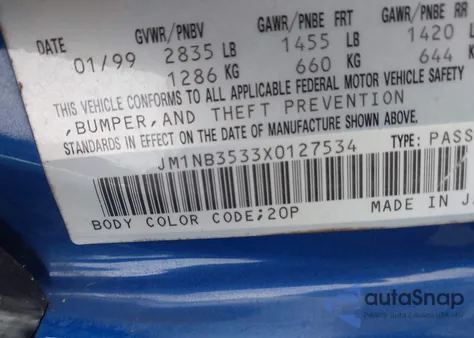 DATE GVWR/PNBV GAWR/PNBE FRT GAWR/PNBE RR
01/99 2835 LB 1455 LB 1420 L
1286 KG 660 KG 644
THIS VEHICLE CONFORMS TO ALL APPLICABLE FEDERAL MOTOR VEHICLE SAFETY
,BUMPER,AND THEFT PREVENTION
STANDARDS IN EFFECT ON THE DATE OF MANUFACTURE SHOWN ABOVE.
JM1NB3533X0127534 TYPE: PASS
BODY COLOR CODE;20P MADE IN JA
autoSnap